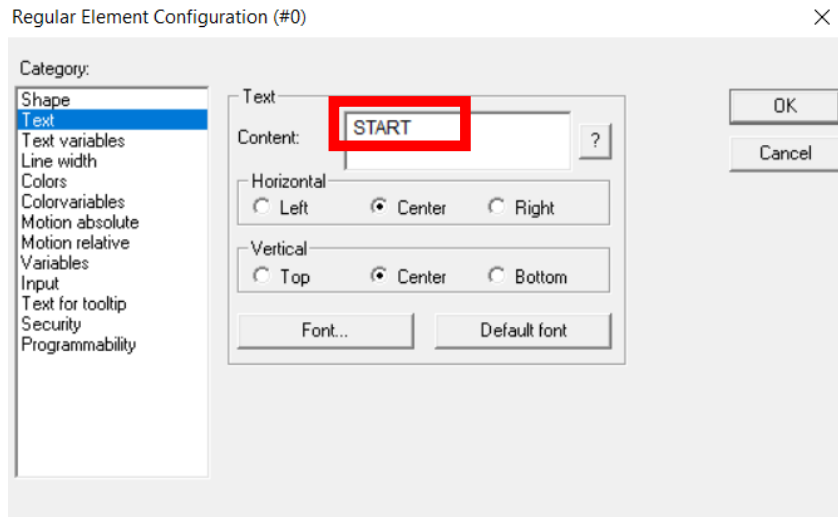 Regular Element Configuration (#0)
Category:
Shape
Text
Text variables
Line width
Colors
Colorvariables
Motion absolute
Motion relative
Variables
Input
Text for tooltip
Security
Programmability
Text
Content: START ?
Horizontal
Left Center Right
Vertical
Top Center Bottom
Font... Default font
OK
Cancel